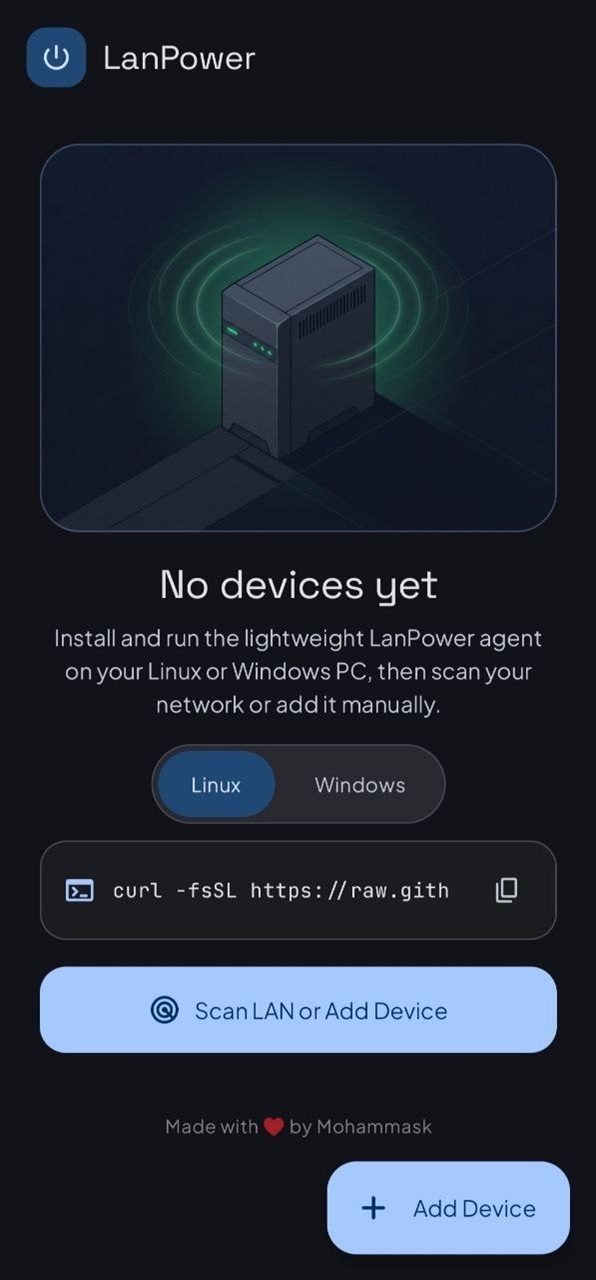 LanPower
No devices yet
Install and run the lightweight LanPower agent
on your Linux or Windows PC, then scan your
network or add it manually.
Linux Windows
curl -fsSL https://raw.gith
Scan LAN or Add Device
Made with ❤️ by Mohammask
+ Add Device